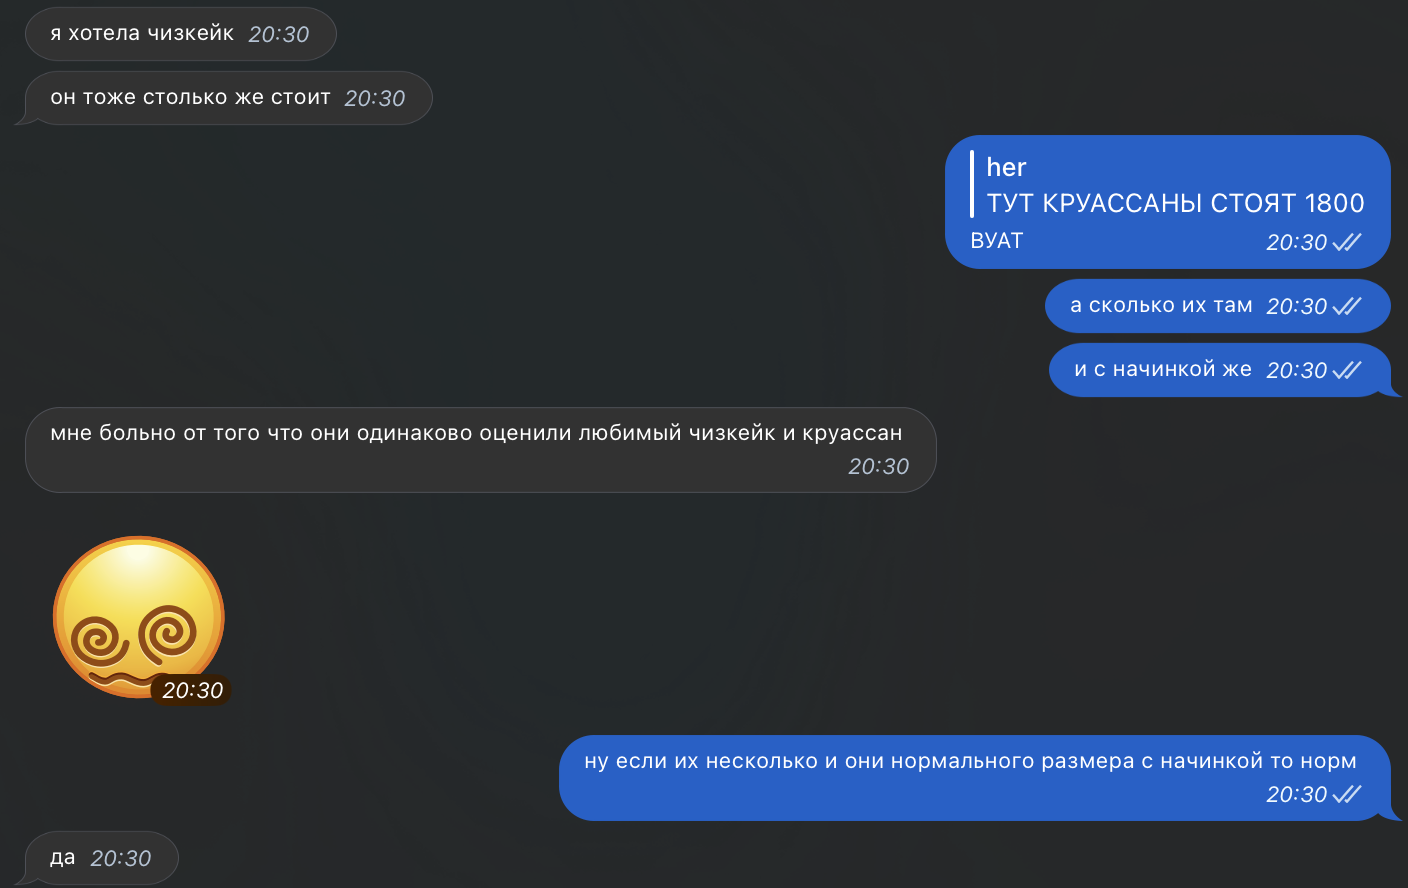 я хотела чизкейк 20:30
он тоже столько же стоит 20:30
her
ТУТ КРУАССАНЫ СТОЯТ 1800
ВУАТ 20:30
а сколько их там 20:30
и с начинкой же 20:30
мне больно от того что они одинаково оценили любимый чизкейк и круассан
20:30
20:30
ну если их несколько и они нормального размера с начинкой то норм
20:30
да 20:30